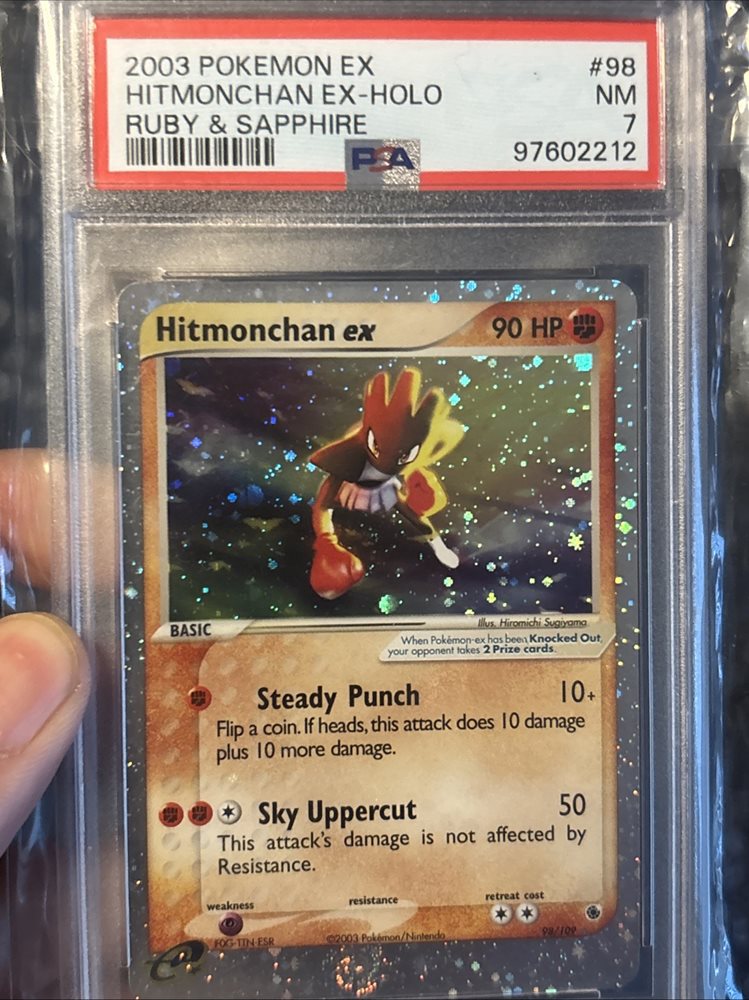 2003 POKEMON EX #98
HITMONCHAN EX-HOLO NM
RUBY & SAPPHIRE 7
PSA 97602212
Hitmonchan ex 90 HP
BASIC
Illus. Hiromichi Sugiyama
When Pokémon-ex has been Knocked Out,
your opponent takes 2 Prize cards.
Steady Punch 10+
Flip a coin. If heads, this attack does 10 damage
plus 10 more damage.
Sky Uppercut 50
This attack's damage is not affected by
Resistance.
weakness resistance retreat cost
F0G-TTN-ESR ©2003 Pokémon/Nintendo 98/109
e